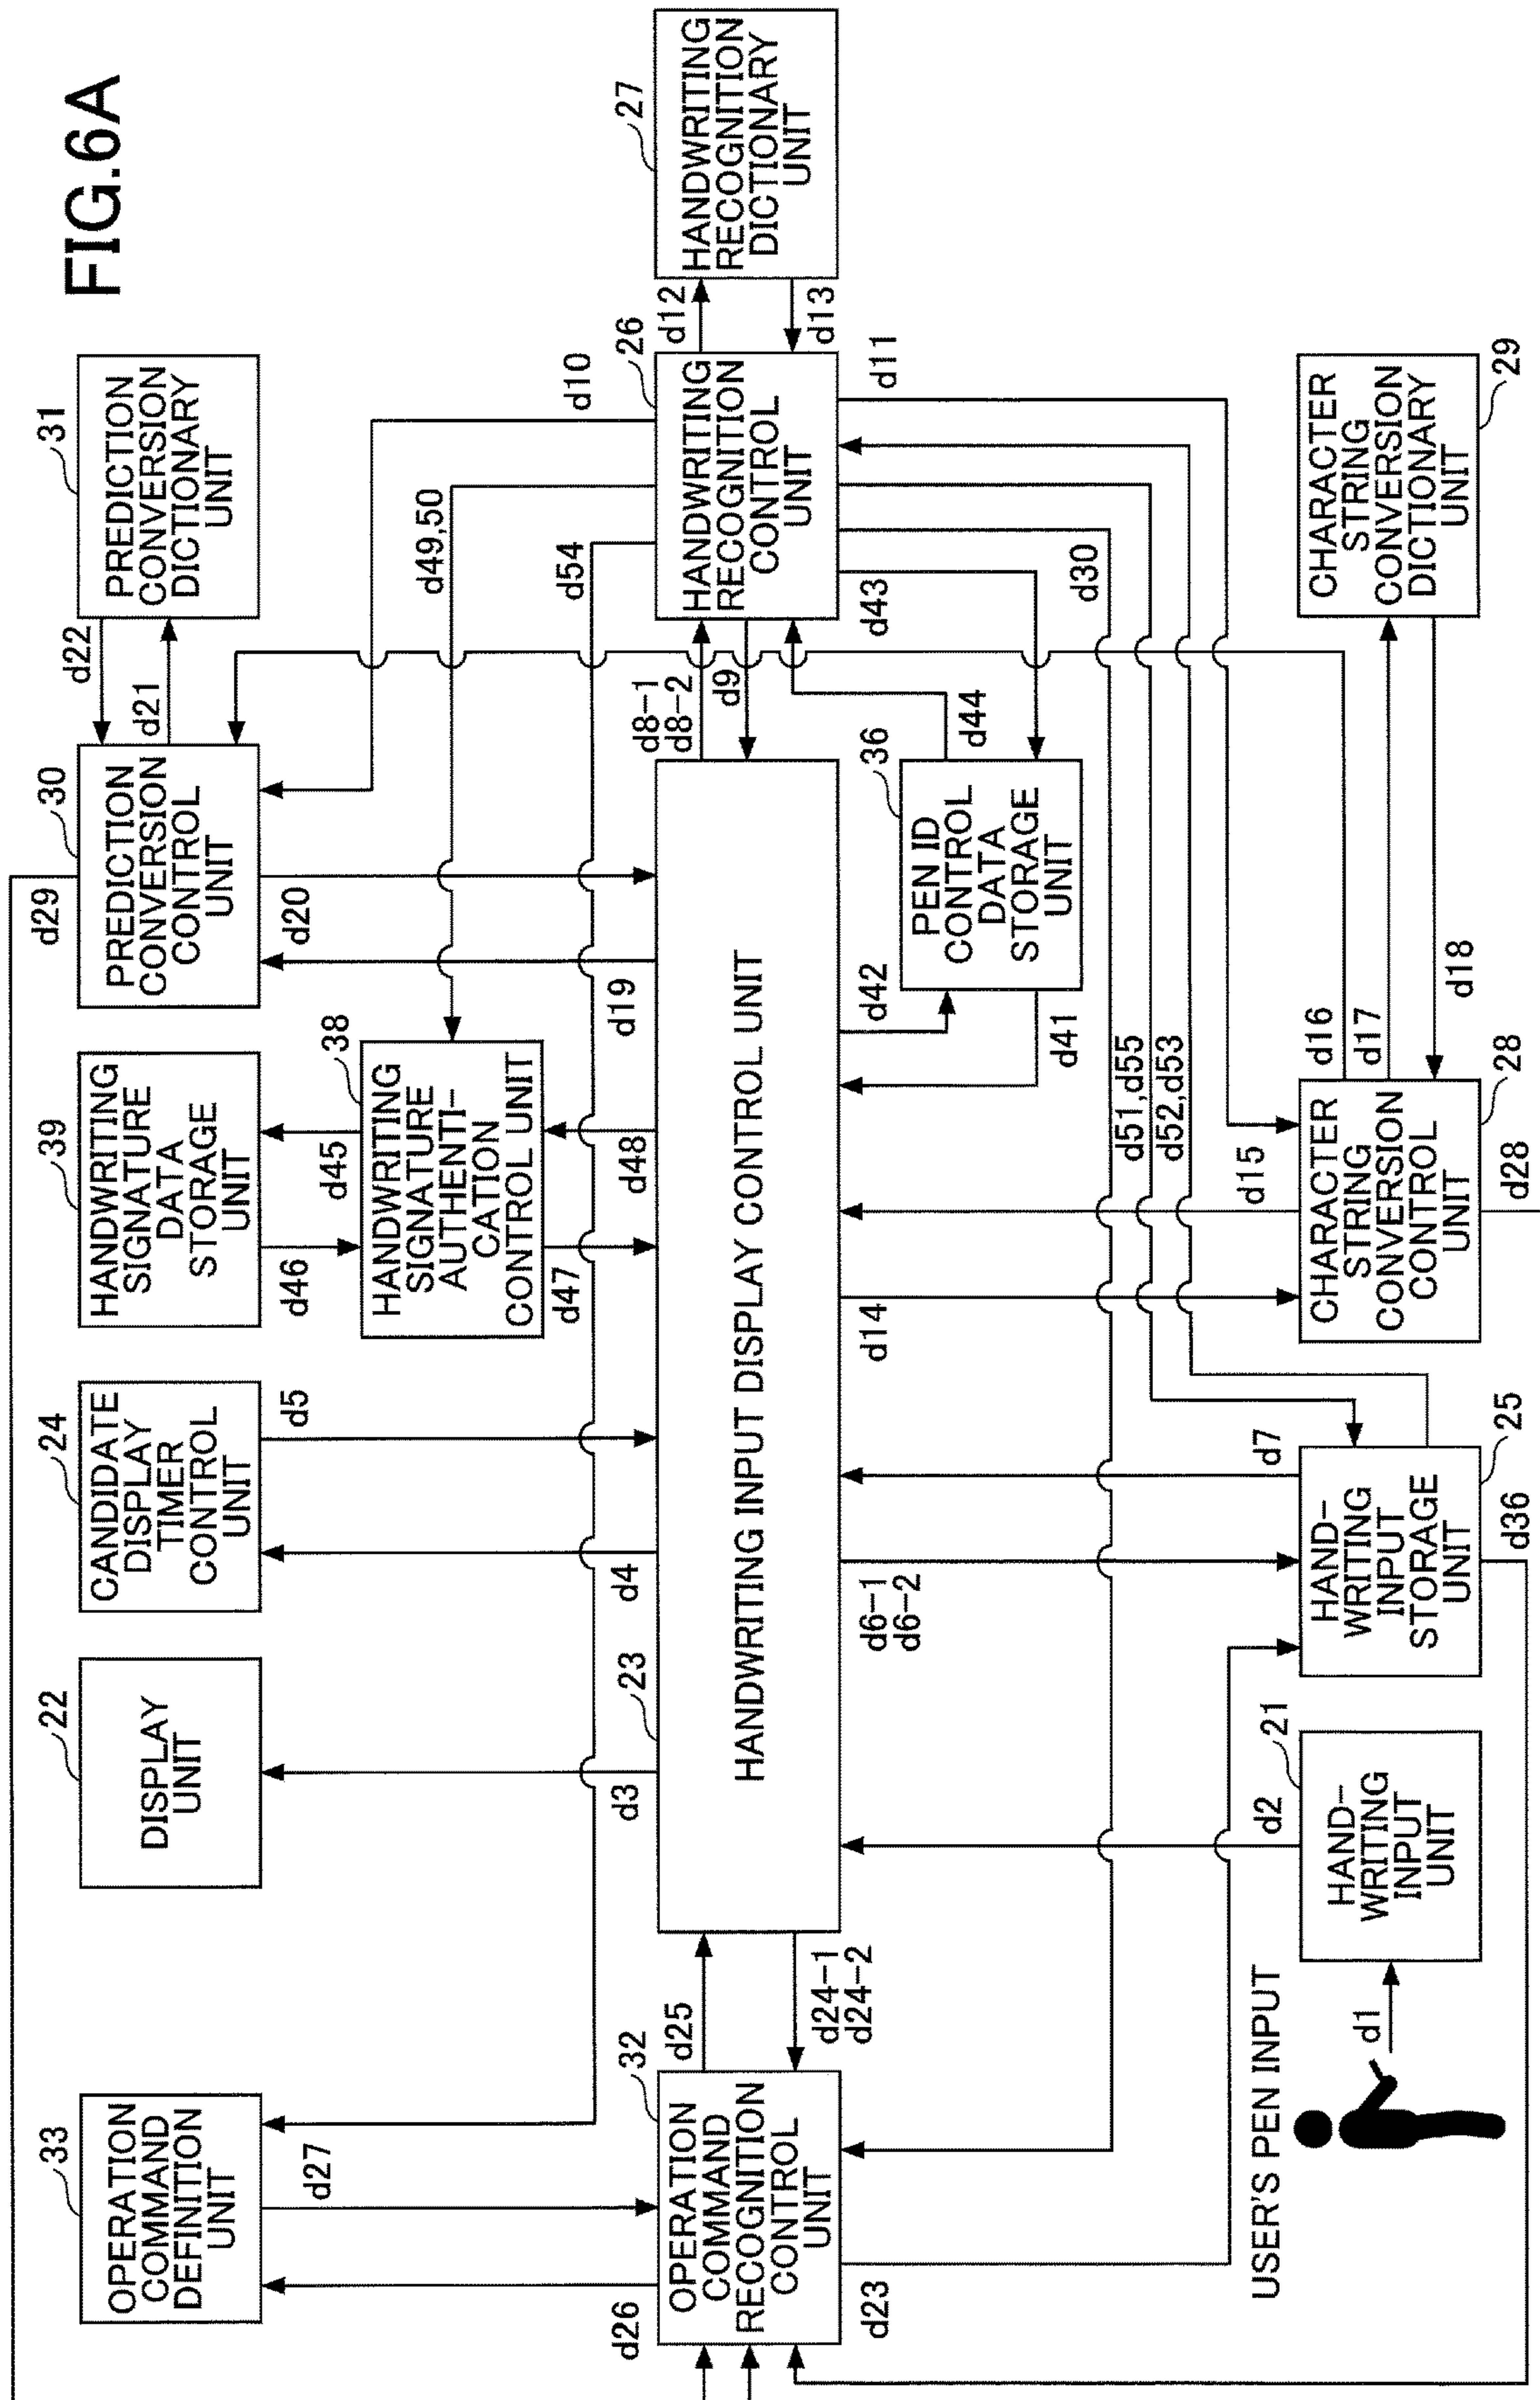 FIG.6A
33
OPERATION
COMMAND
DEFINITION
UNIT
22
DISPLAY
UNIT
24
CANDIDATE
DISPLAY
TIMER
CONTROL
UNIT
39
HANDWRITING
SIGNATURE
DATA
STORAGE
UNIT
d29
30
PREDICTION
CONVERSION
CONTROL
UNIT
d22
d21
31
PREDICTION
CONVERSION
DICTIONARY
UNIT
d46
d45
38
HANDWRITING
SIGNATURE
AUTHENTI-
CATION
CONTROL UNIT
d20
d49,50
d10
d26
d27
d3
d4
d5
d47
d48
d19
d54
32
OPERATION
COMMAND
RECOGNITION
CONTROL
UNIT
d25
d24-1
d24-2
23
HANDWRITING INPUT DISPLAY CONTROL UNIT
d8-1
d8-2
d9
26
HANDWRITING
RECOGNITION
CONTROL
UNIT
d12
d13
27
HANDWRITING
RECOGNITION
DICTIONARY
UNIT
d23
d6-1
d6-2
d14
d42
d41
36
PEN ID
CONTROL
DATA
STORAGE
UNIT
d44
d43
d11
d30
d51,d55
d52,d53
USER'S PEN INPUT
d1
d2
21
HAND-
WRITING
INPUT
UNIT
d7
HAND-
WRITING
INPUT
STORAGE
UNIT
25
d36
d15
CHARACTER
STRING
CONVERSION
CONTROL
UNIT
28
d28
d16
d17
d18
CHARACTER
STRING
CONVERSION
DICTIONARY
UNIT
29